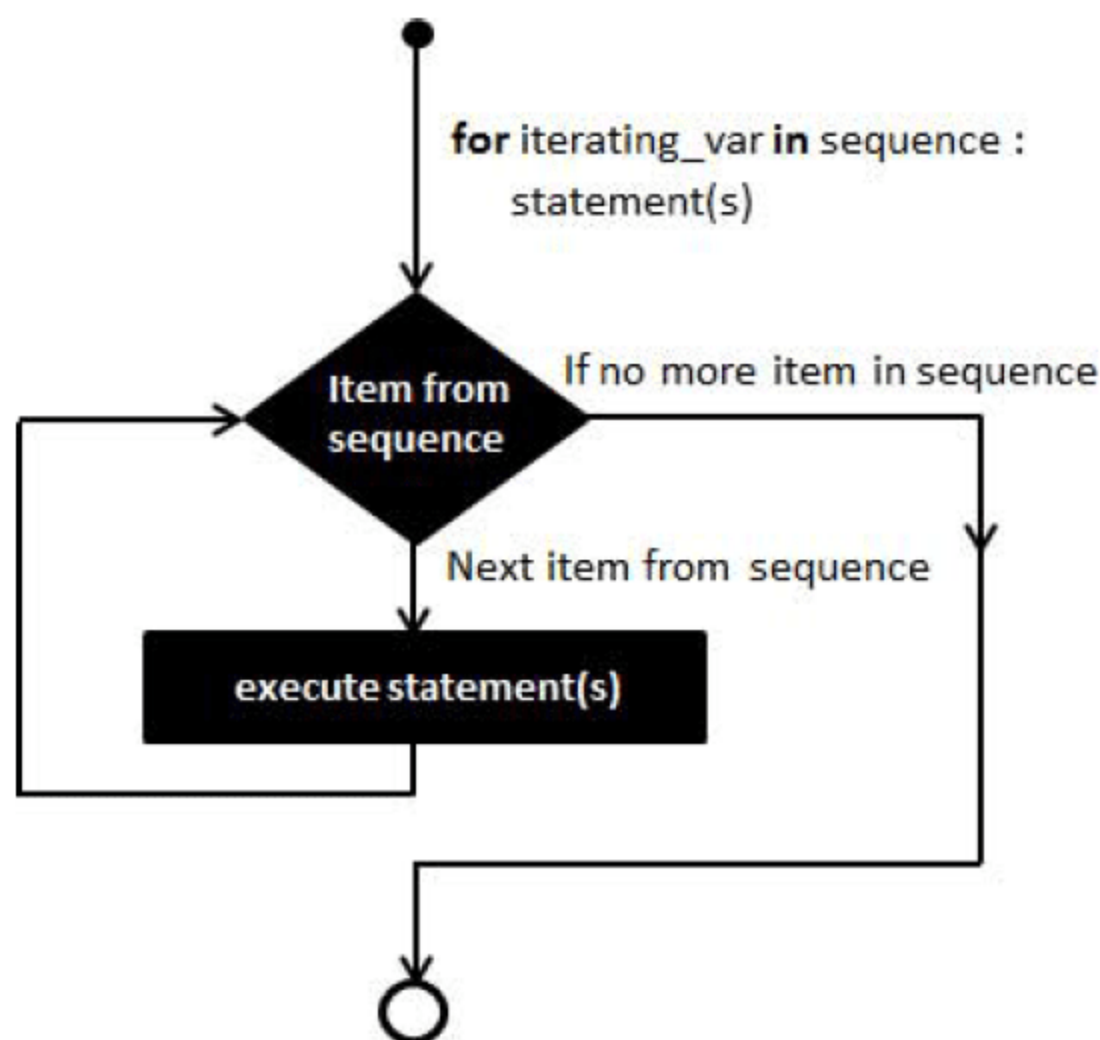 for iterating_var in sequence :
statement(s)
If no more item in sequence
Item from
sequence
Next item from sequence
execute statement(s)